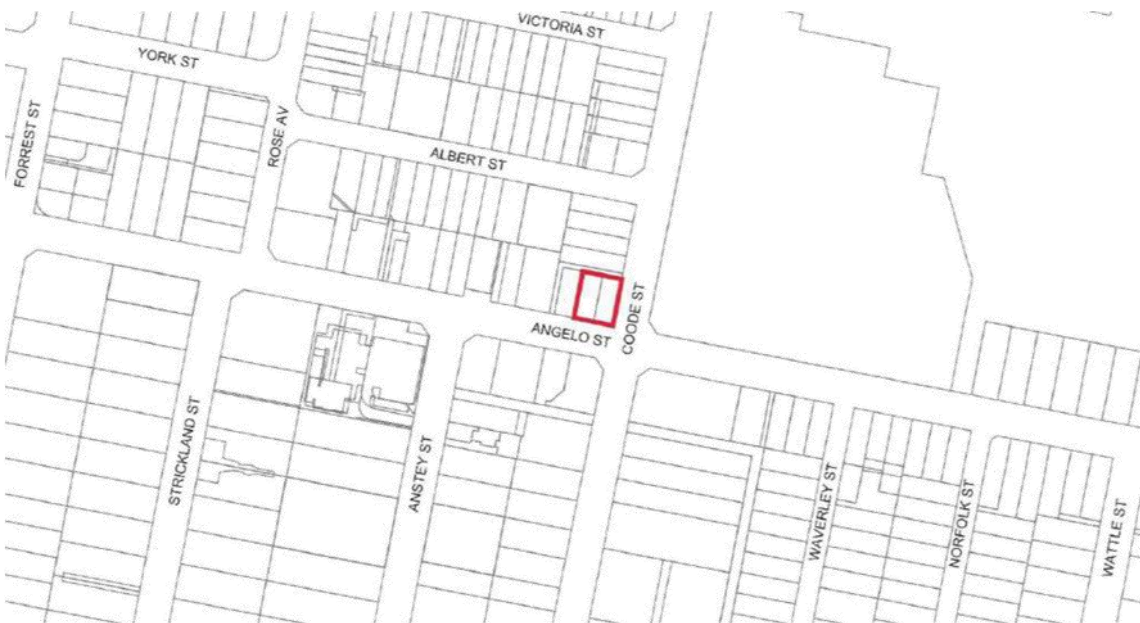 VICTORIA ST
YORK ST
FORREST ST
ROSE AV
ALBERT ST
COODE ST
ANGELO ST
STRICKLAND ST
ANSTEY ST
WAVERLEY ST
NORFOLK ST
WATTLE ST